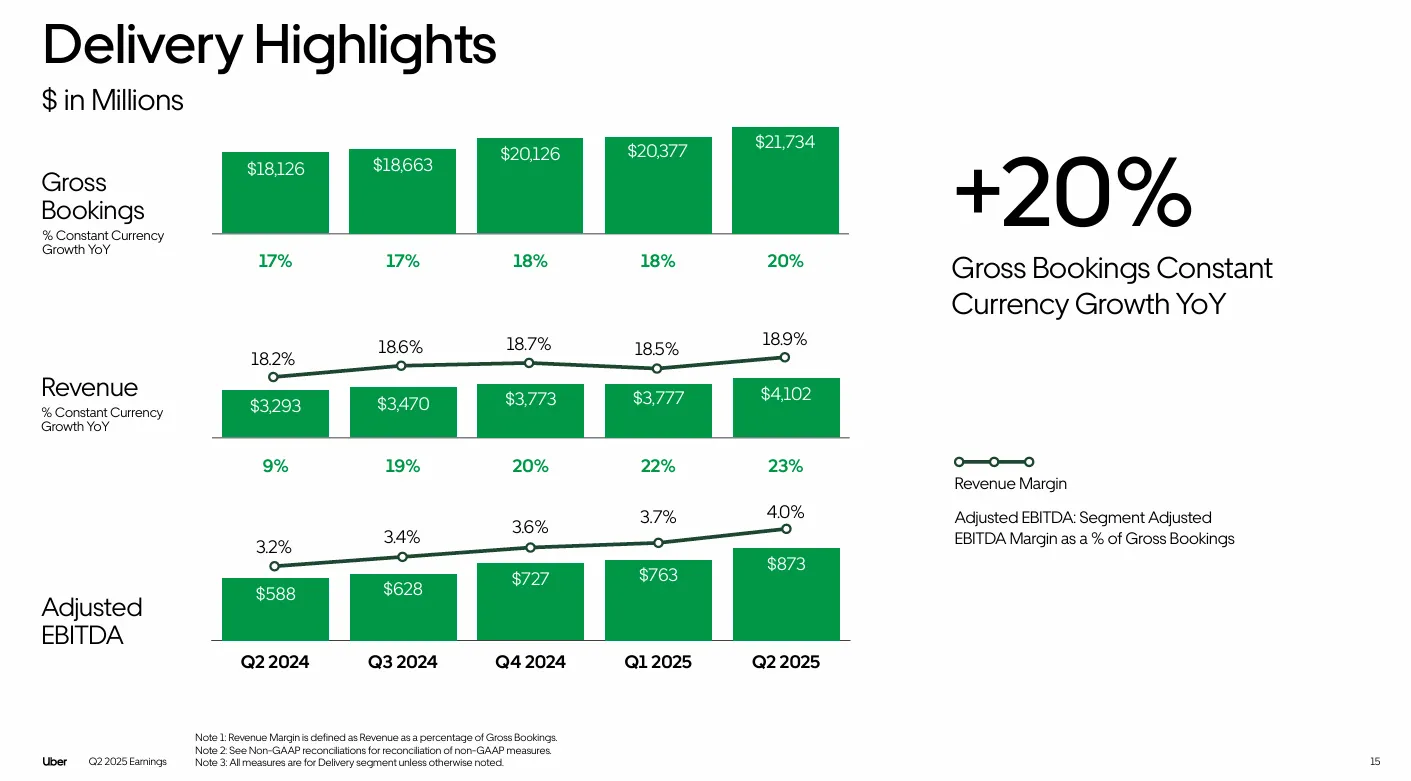 Delivery Highlights
$ in Millions
Gross
Bookings
% Constant Currency
Growth YoY
$18,126 $18,663 $20,126 $20,377 $21,734
17% 17% 18% 18% 20%
+20%
Gross Bookings Constant
Currency Growth YoY
Revenue
% Constant Currency
Growth YoY
18.2% 18.6% 18.7% 18.5% 18.9%
$3,293 $3,470 $3,773 $3,777 $4,102
9% 19% 20% 22% 23%
Revenue Margin
Adjusted EBITDA: Segment Adjusted
EBITDA Margin as a % of Gross Bookings
Adjusted
EBITDA
3.2% 3.4% 3.6% 3.7% 4.0%
$588 $628 $727 $763 $873
Q2 2024 Q3 2024 Q4 2024 Q1 2025 Q2 2025
Note 1: Revenue Margin is defined as Revenue as a percentage of Gross Bookings.
Note 2: See Non-GAAP reconciliations for reconciliation of non-GAAP measures.
Note 3: All measures are for Delivery segment unless otherwise noted.
Uber Q2 2025 Earnings
15